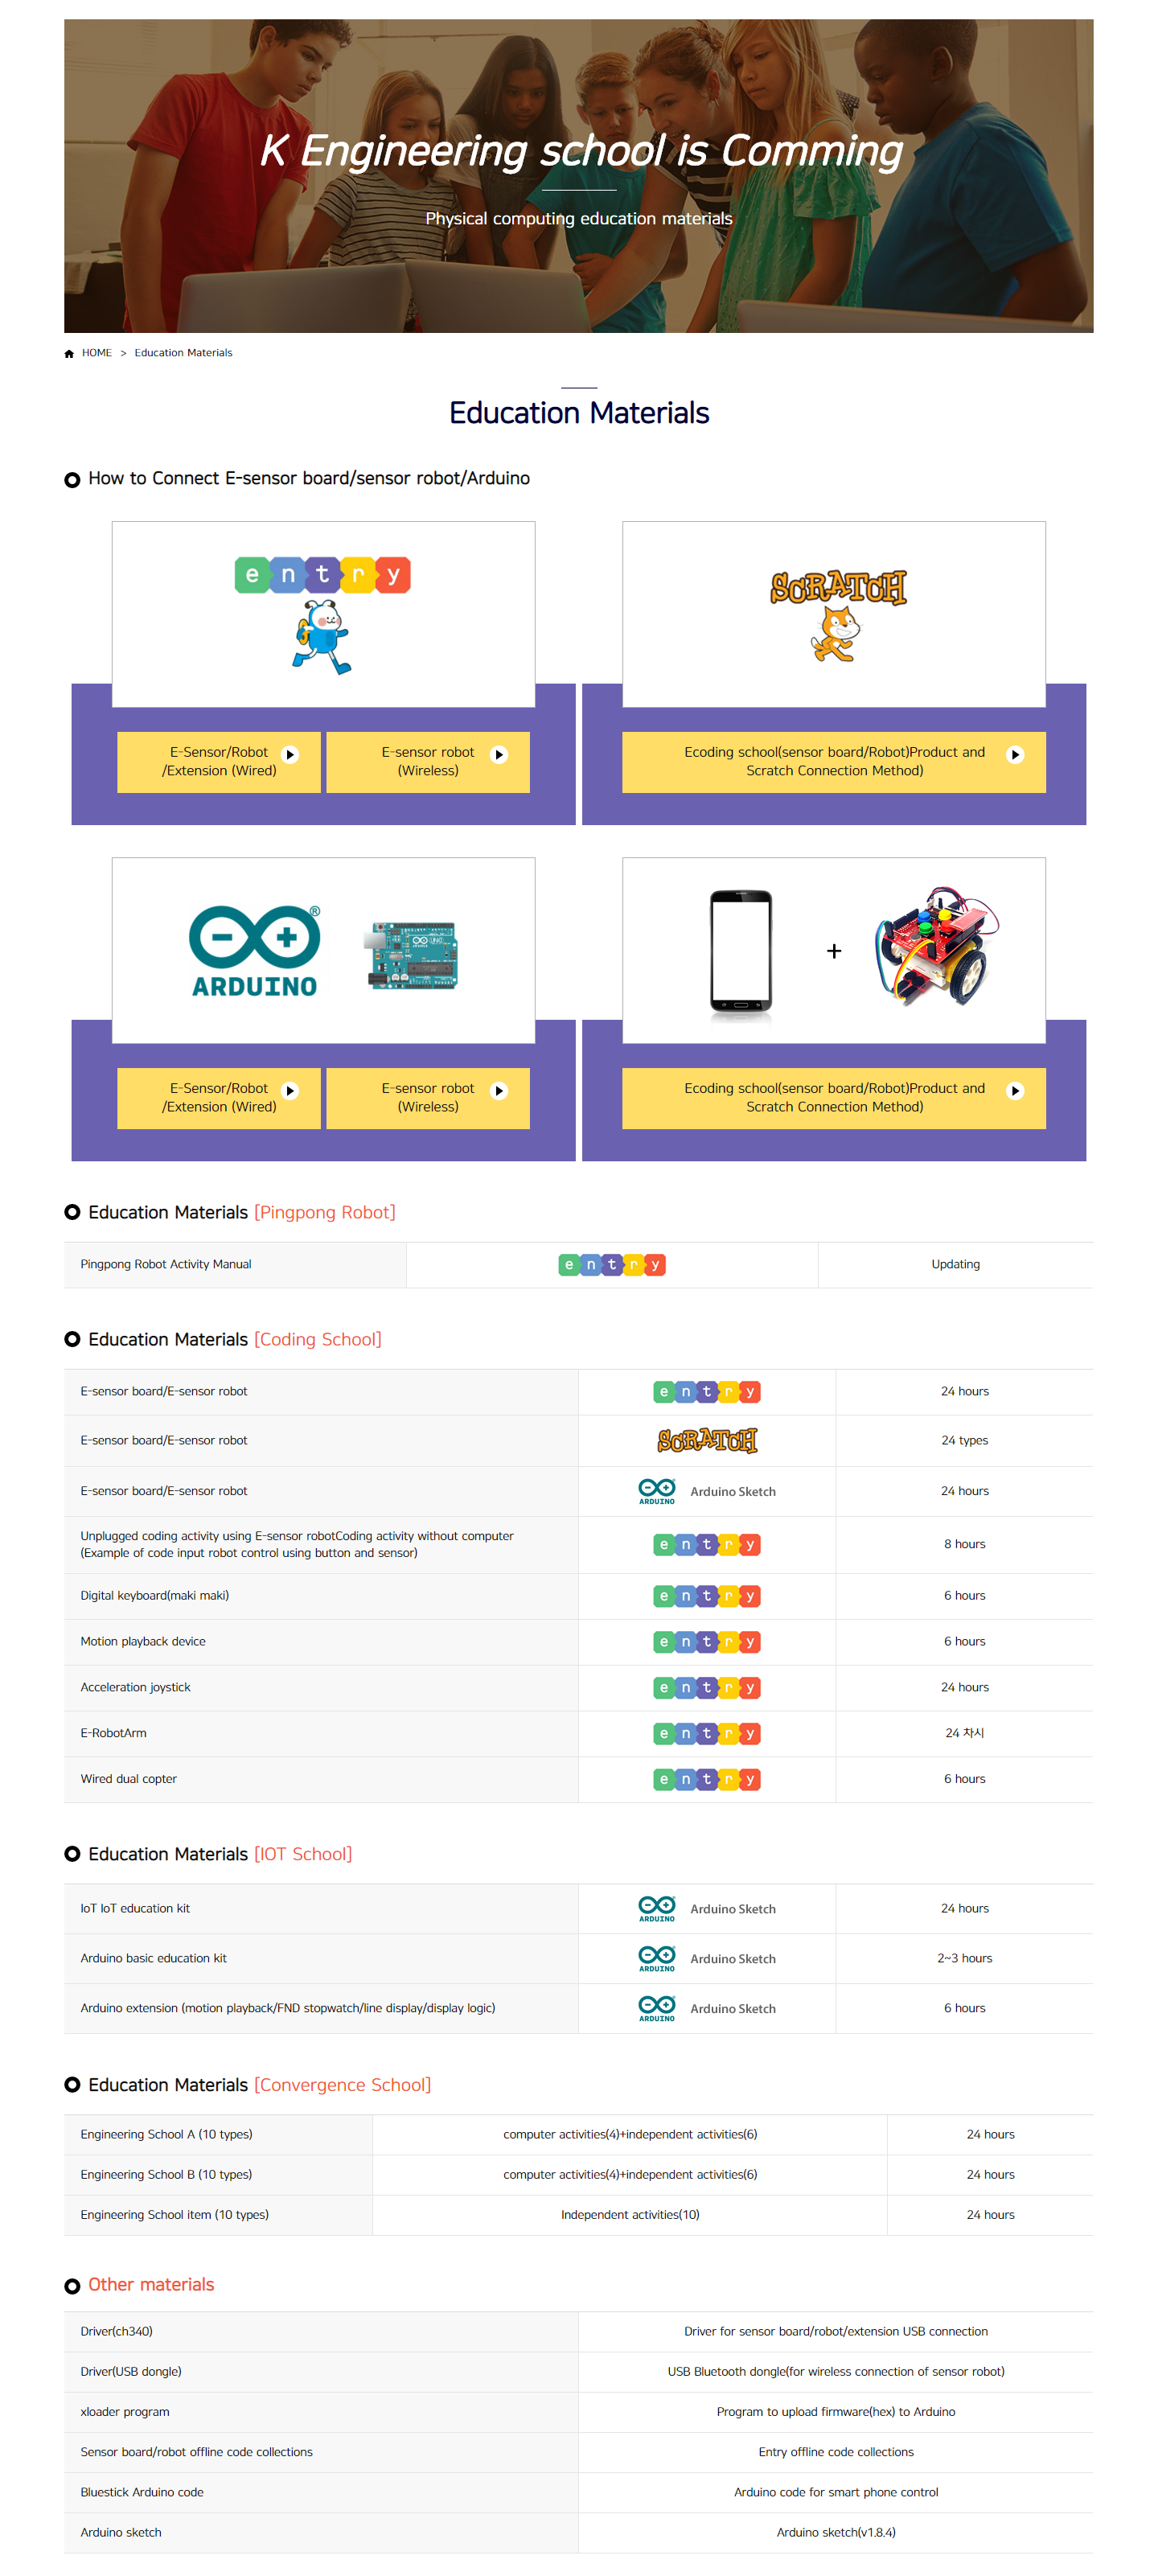 K Engineering school is Comming
Physical computing education materials
HOME > Education Materials
Education Materials
How to Connect E-sensor board/sensor robot/Arduino
entry
SCRATCH
E-Sensor/Robot
/Extension (Wired)
E-sensor robot
(Wireless)
Ecoding school(sensor board/Robot)Product and
Scratch Connection Method)
ARDUINO
UNO
E-Sensor/Robot
/Extension (Wired)
E-sensor robot
(Wireless)
Ecoding school(sensor board/Robot)Product and
Scratch Connection Method)
Education Materials [Pingpong Robot]
Pingpong Robot Activity Manual entry Updating
Education Materials [Coding School]
E-sensor board/E-sensor robot entry 24 hours
E-sensor board/E-sensor robot SCRATCH 24 types
E-sensor board/E-sensor robot ARDUINO Arduino Sketch 24 hours
Unplugged coding activity using E-sensor robotCoding activity without computer
(Example of code input robot control using button and sensor) entry 8 hours
Digital keyboard(maki maki) entry 6 hours
Motion playback device entry 6 hours
Acceleration joystick entry 24 hours
E-RobotArm entry 24 차시
Wired dual copter entry 6 hours
Education Materials [IOT School]
IoT IoT education kit ARDUINO Arduino Sketch 24 hours
Arduino basic education kit ARDUINO Arduino Sketch 2~3 hours
Arduino extension (motion playback/FND stopwatch/line display/display logic) ARDUINO Arduino Sketch 6 hours
Education Materials [Convergence School]
Engineering School A (10 types) computer activities(4)+independent activities(6) 24 hours
Engineering School B (10 types) computer activities(4)+independent activities(6) 24 hours
Engineering School item (10 types) Independent activities(10) 24 hours
Other materials
Driver(ch340) Driver for sensor board/robot/extension USB connection
Driver(USB dongle) USB Bluetooth dongle(for wireless connection of sensor robot)
xloader program Program to upload firmware(hex) to Arduino
Sensor board/robot offline code collections Entry offline code collections
Bluestick Arduino code Arduino code for smart phone control
Arduino sketch Arduino sketch(v1.8.4)